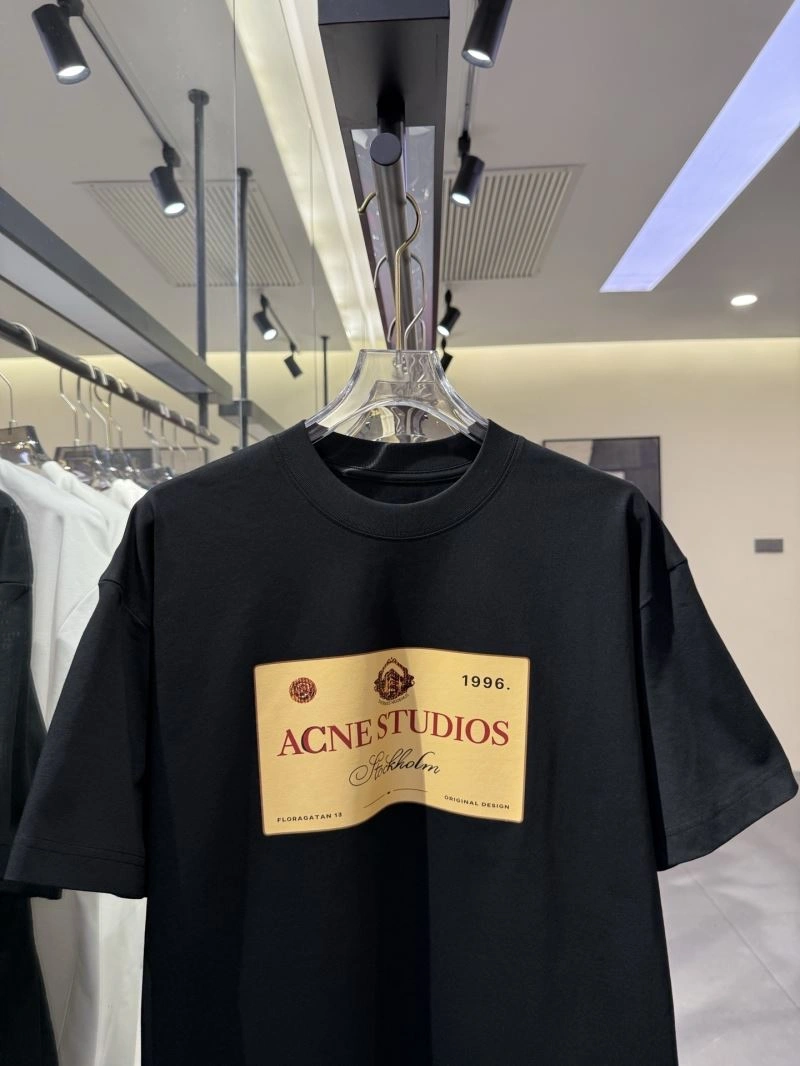 1996.
ACNE STUDIOS
Stockholm
ORIGINAL DESIGN
FLORAGATAN 13